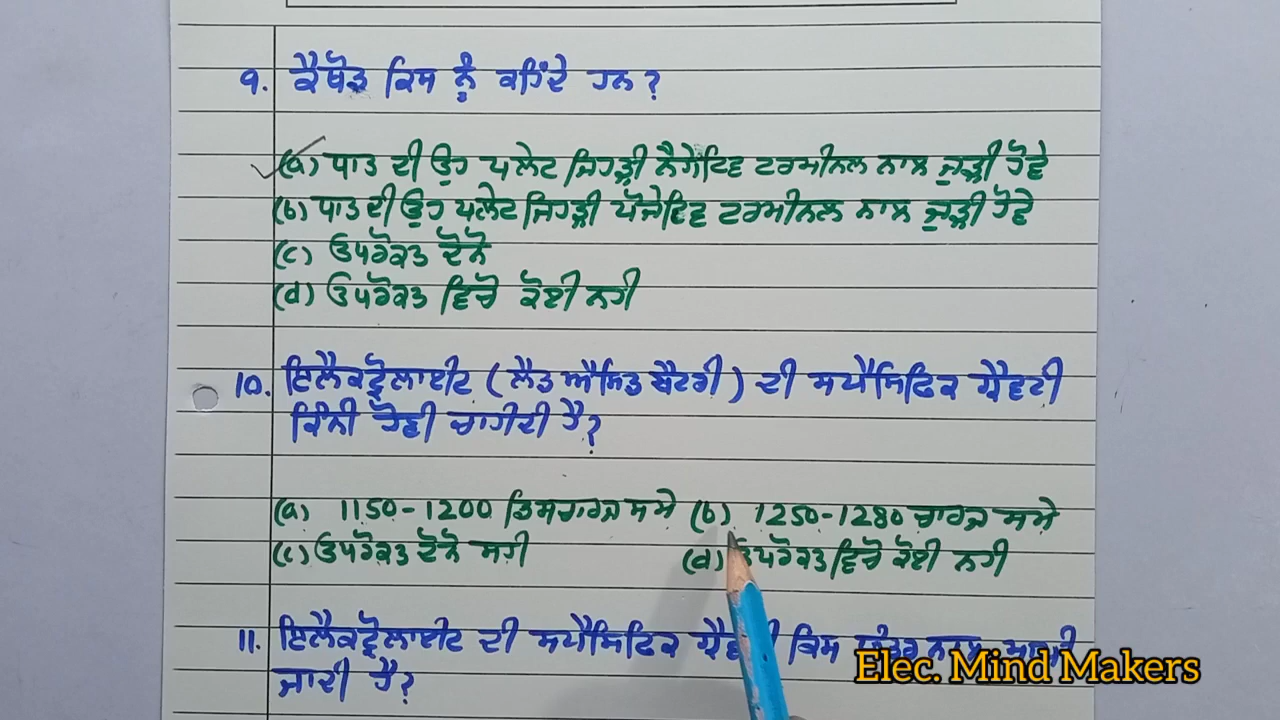 9. ਕੈਥੋਡ ਕਿਸ ਨੂੰ ਕਹਿੰਦੇ ਹਨ ?
(a) ਧਾਤ ਦੀ ਉਹ ਪਲੇਟ ਜਿਹੜੀ ਨੈਗੇਟਿਵ ਟਰਮੀਨਲ ਨਾਲ ਜੁੜੀ ਹੋਵੇ
(b) ਧਾਤ ਦੀ ਉਹ ਪਲੇਟ ਜਿਹੜੀ ਪੋਜੇਟਿਵ ਟਰਮੀਨਲ ਨਾਲ ਜੁੜੀ ਹੋਵੇ
(c) ਉਪਰੋਕਤ ਦੋਨੋ
(d) ਉਪਰੋਕਤ ਵਿਚੋ ਕੋਈ ਨਹੀ
10. ਇਲੈਕਟ੍ਰੋਲਾਈਟ (ਲੈਡ ਐਸਿਡ ਬੈਟਰੀ) ਦੀ ਸਪੈਸਿਫਿਕ ਗ੍ਰੈਵਟੀ
ਕਿੰਨੀ ਹੋਣੀ ਚਾਹੀਦੀ ਹੈ ?
(a) 1150-1200 ਡਿਸਚਾਰਜ ਸਮੇ (b) 1250-1280 ਚਾਰਜ ਸਮੇ
(c) ਉਪਰੋਕਤ ਦੋਨੋ ਸਹੀ (d) ਉਪਰੋਕਤ ਵਿਚੋ ਕੋਈ ਨਹੀ
11. ਇਲੈਕਟ੍ਰੋਲਾਈਟ ਦੀ ਸਪੈਸਿਫਿਕ ਕਿਸ
ਜਾਂਦੀ ਹੈ ?
Elec. Mind Makers